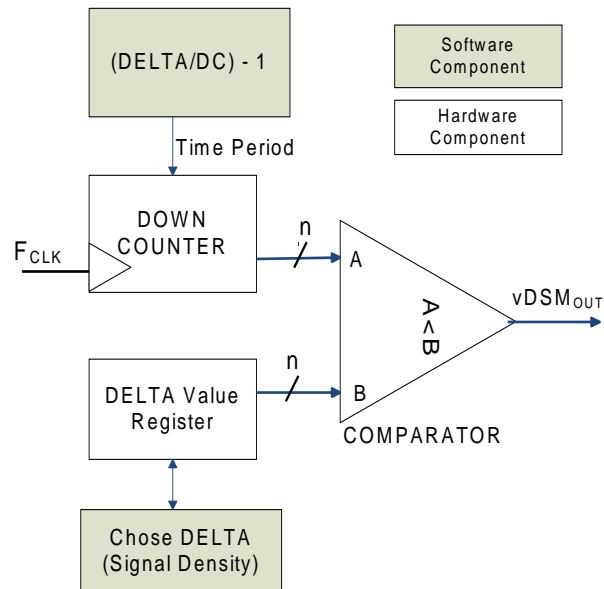 (DELTA/DC) - 1
Software
Component
Hardware
Component
Time Period
DOWN
COUNTER
FCLK
n
A
A<B
vDSMOUT
n
B
DELTA Value
Register
COMPARATOR
Chose DELTA
(Signal Density)